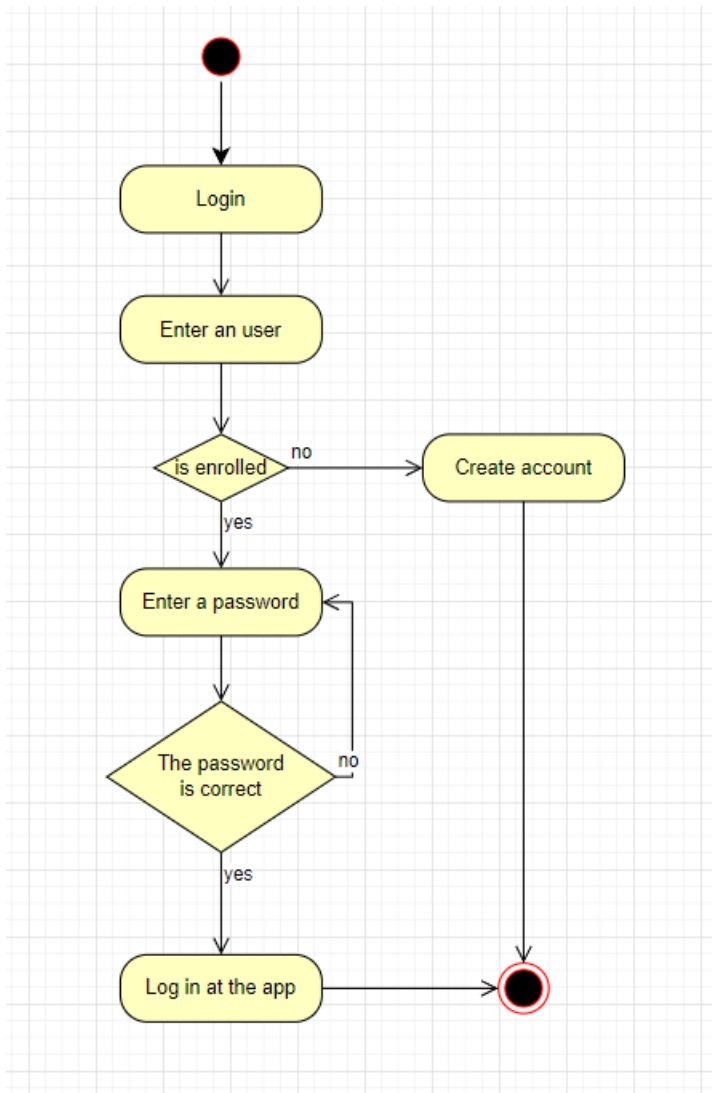 Login
Enter an user
is enrolled
no
Create account
yes
Enter a password
The password
is correct
no
yes
Log in at the app